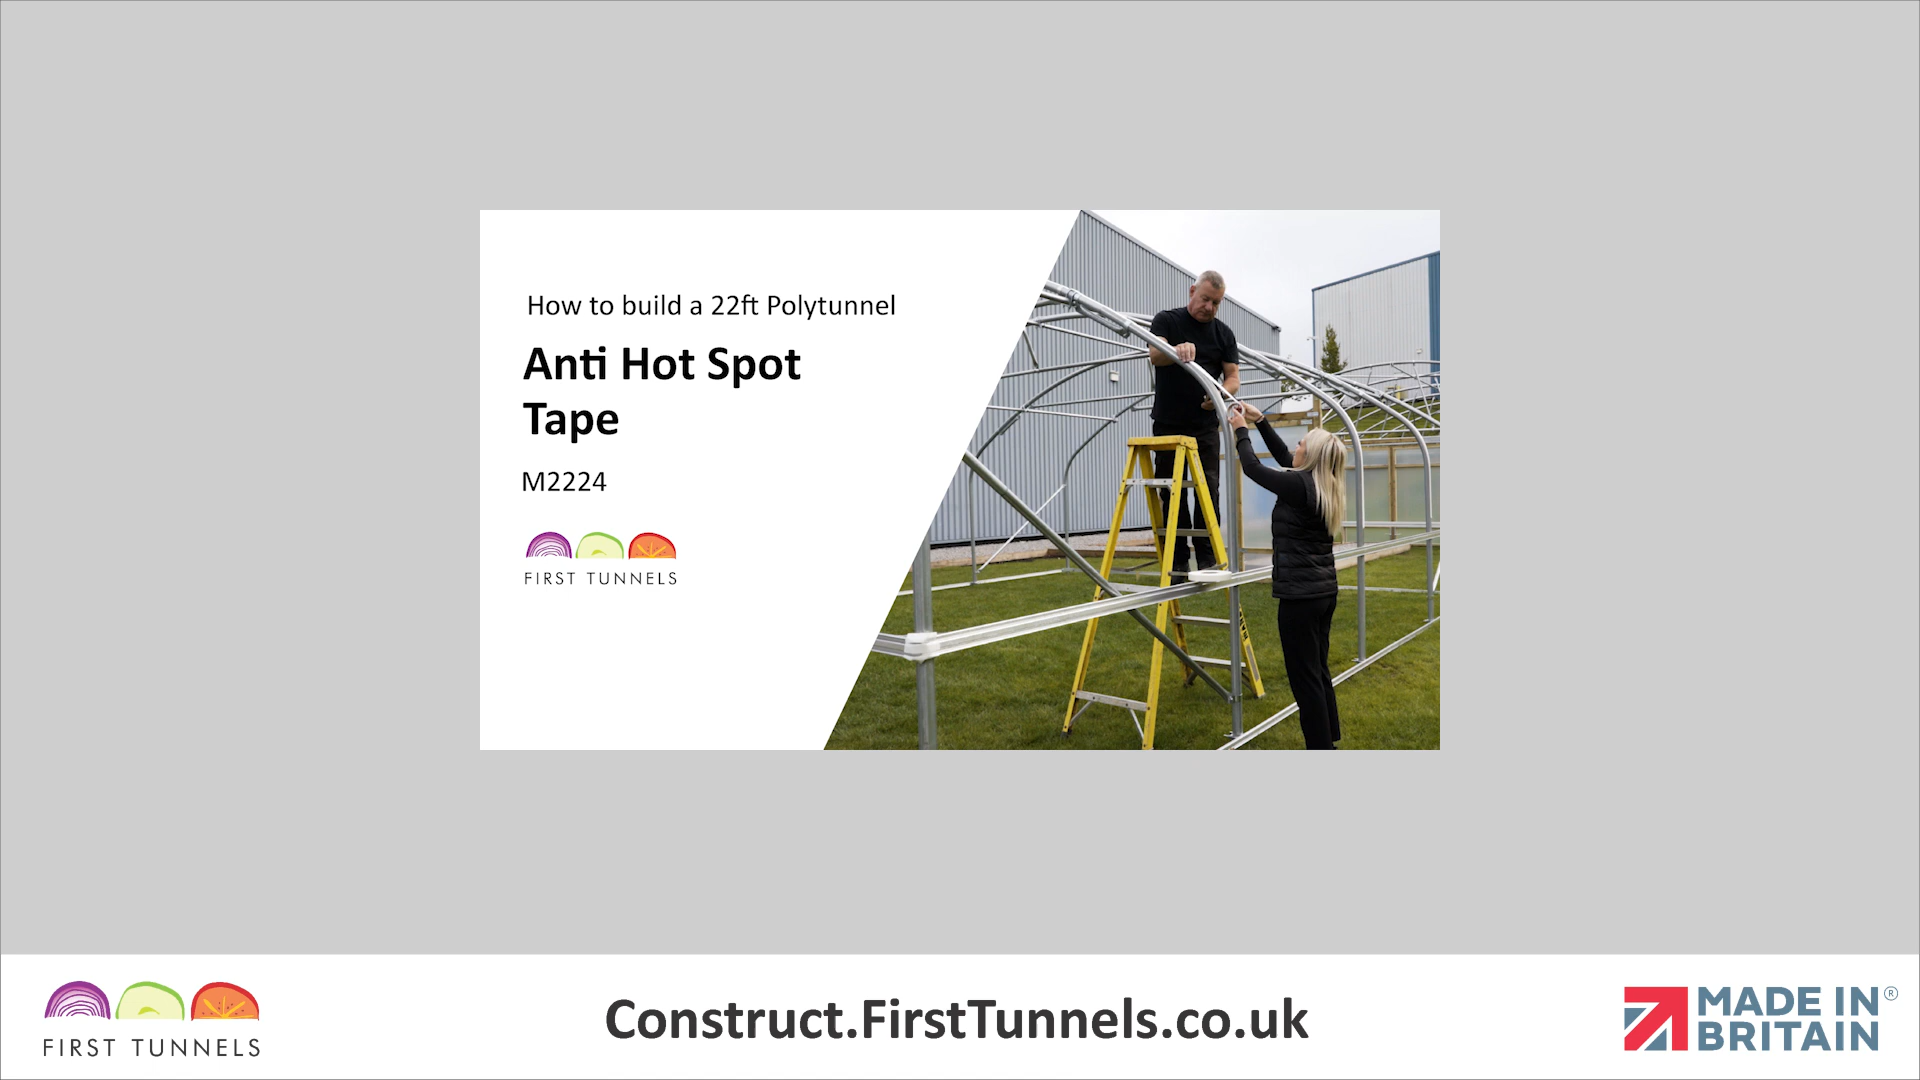 How to build a 22ft Polytunnel
Anti Hot Spot
Tape
M2224
FIRST TUNNELS
FIRST TUNNELS
Construct.FirstTunnels.co.uk
MADE IN ®
BRITAIN